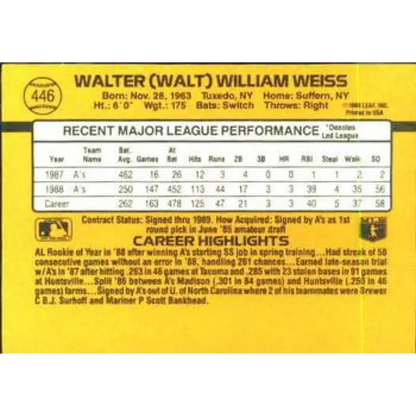 446
WALTER (WALT) WILLIAM WEISS
Born: Nov. 28, 1963 Tuxedo, NY Home: Suffern, NY
Ht.: 6'0" Wgt.: 175 Bats: Switch Throws: Right
©1988 LEAF, INC.
Printed in USA
RECENT MAJOR LEAGUE PERFORMANCE *Denotes Led League
Year Team Name Bat. Avg. Games At Bat Hits Runs 2B 3B HR RBI Steal Walk SO
1987 A's 462 16 26 12 3 4 0 0 1 1 2 2
1988 A's 250 147 452 113 44 17 3 3 39 4 35 56
Career 262 163 478 125 47 21 3 3 40 5 37 58
Contract Status: Signed thru 1989. How Acquired: Signed by A's as 1st
round pick in June '85 amateur draft
CAREER HIGHLIGHTS
AL Rookie of Year in '88 after winning A's starting SS job in spring training...Had streak of 58
consecutive games without an error in '88, handling 261 chances...Earned late-season trial
w/A's in '87 after hitting .263 in 46 games at Tacoma and .285 with 23 stolen bases in 91 games
at Huntsville...Split '86 between A's Madison (.301 in 84 games) and Huntsville (.250 in 46
games) farms...Signed by A's out of U. of North Carolina where 2 of his teammates were Brewer
C B.J. Surhoff and Mariner P Scott Bankhead.